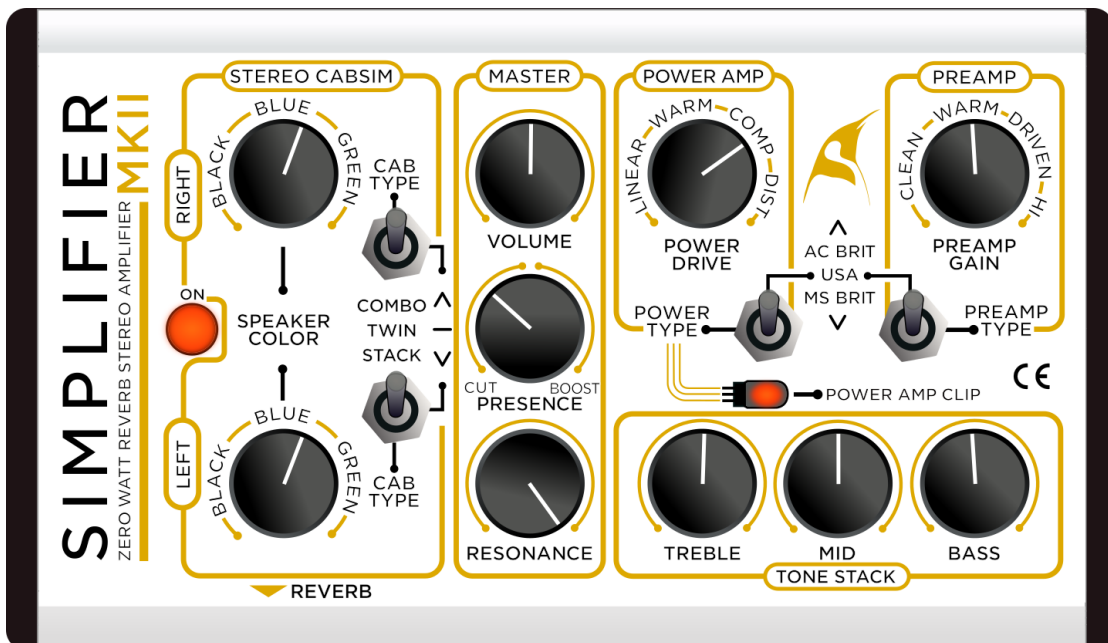 SIMPLIFIER MKII
ZERO WATT REVERB STEREO AMPLIFIER
STEREO CABSIM
RIGHT
BLACK
BLUE
GREEN
CAB
TYPE
ON
SPEAKER
COLOR
COMBO
TWIN
STACK
LEFT
BLACK
BLUE
GREEN
CAB
TYPE
REVERB
MASTER
VOLUME
CUT
BOOST
PRESENCE
RESONANCE
POWER AMP
LINEAR
WARM
COMP
DIST
POWER
DRIVE
POWER
TYPE
AC BRIT
USA
MS BRIT
PREAMP
CLEAN
WARM
DRIVEN
HI
PREAMP
GAIN
PREAMP
TYPE
CE
POWER AMP CLIP
TREBLE
MID
BASS
TONE STACK